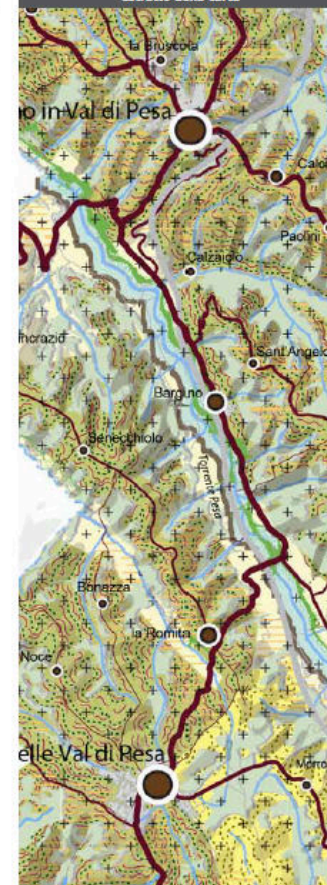 la Bruscola
o in Val di Pesa
Calc
Paolini
Calzaiolo
ncrazio
Sant'Angelo
Bargino
Senecchiolo
Torrente Pesa
Bonazza
la Romita
Noce
elle Val di Pesa
Morro